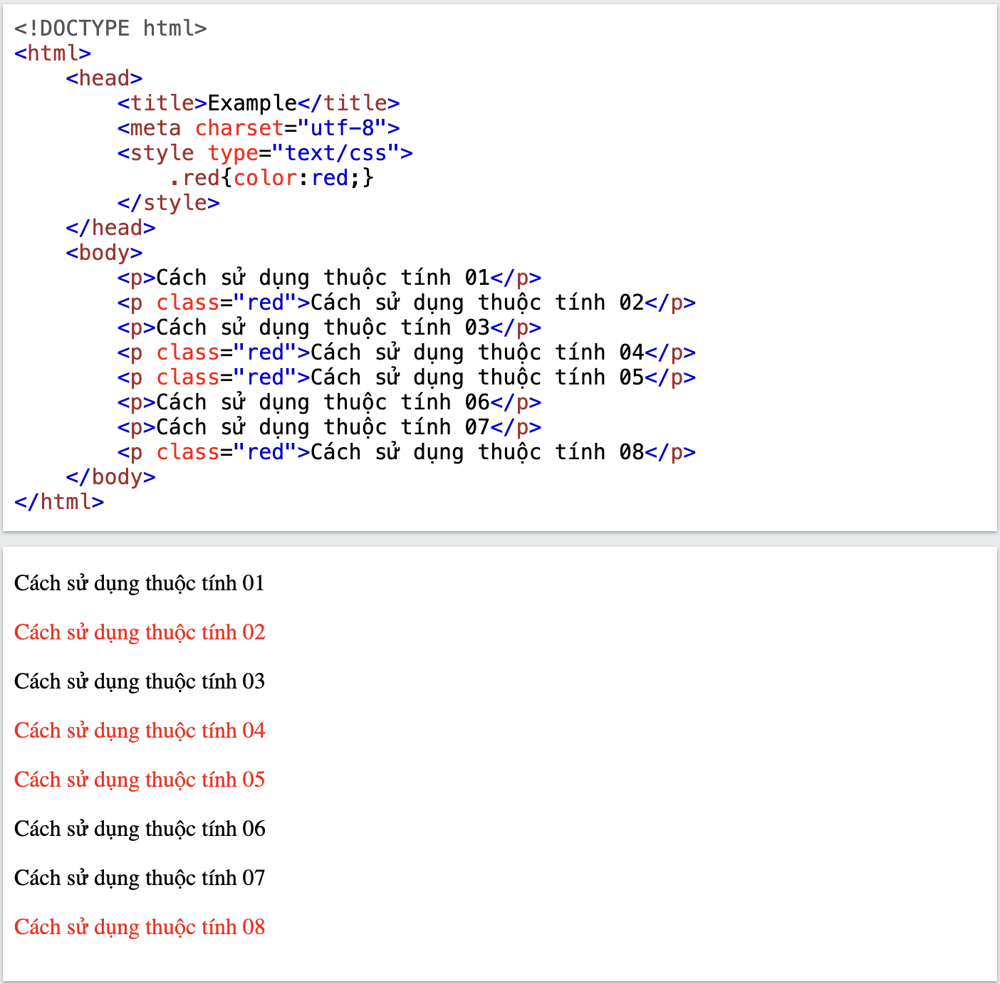 <!DOCTYPE html>
<html>
    <head>
        <title>Example</title>
        <meta charset="utf-8">
        <style type="text/css">
            .red{color:red;}
        </style>
    </head>
    <body>
        <p>Cách sử dụng thuộc tính 01</p>
        <p class="red">Cách sử dụng thuộc tính 02</p>
        <p>Cách sử dụng thuộc tính 03</p>
        <p class="red">Cách sử dụng thuộc tính 04</p>
        <p class="red">Cách sử dụng thuộc tính 05</p>
        <p>Cách sử dụng thuộc tính 06</p>
        <p>Cách sử dụng thuộc tính 07</p>
        <p class="red">Cách sử dụng thuộc tính 08</p>
    </body>
</html>
Cách sử dụng thuộc tính 01
Cách sử dụng thuộc tính 02
Cách sử dụng thuộc tính 03
Cách sử dụng thuộc tính 04
Cách sử dụng thuộc tính 05
Cách sử dụng thuộc tính 06
Cách sử dụng thuộc tính 07
Cách sử dụng thuộc tính 08